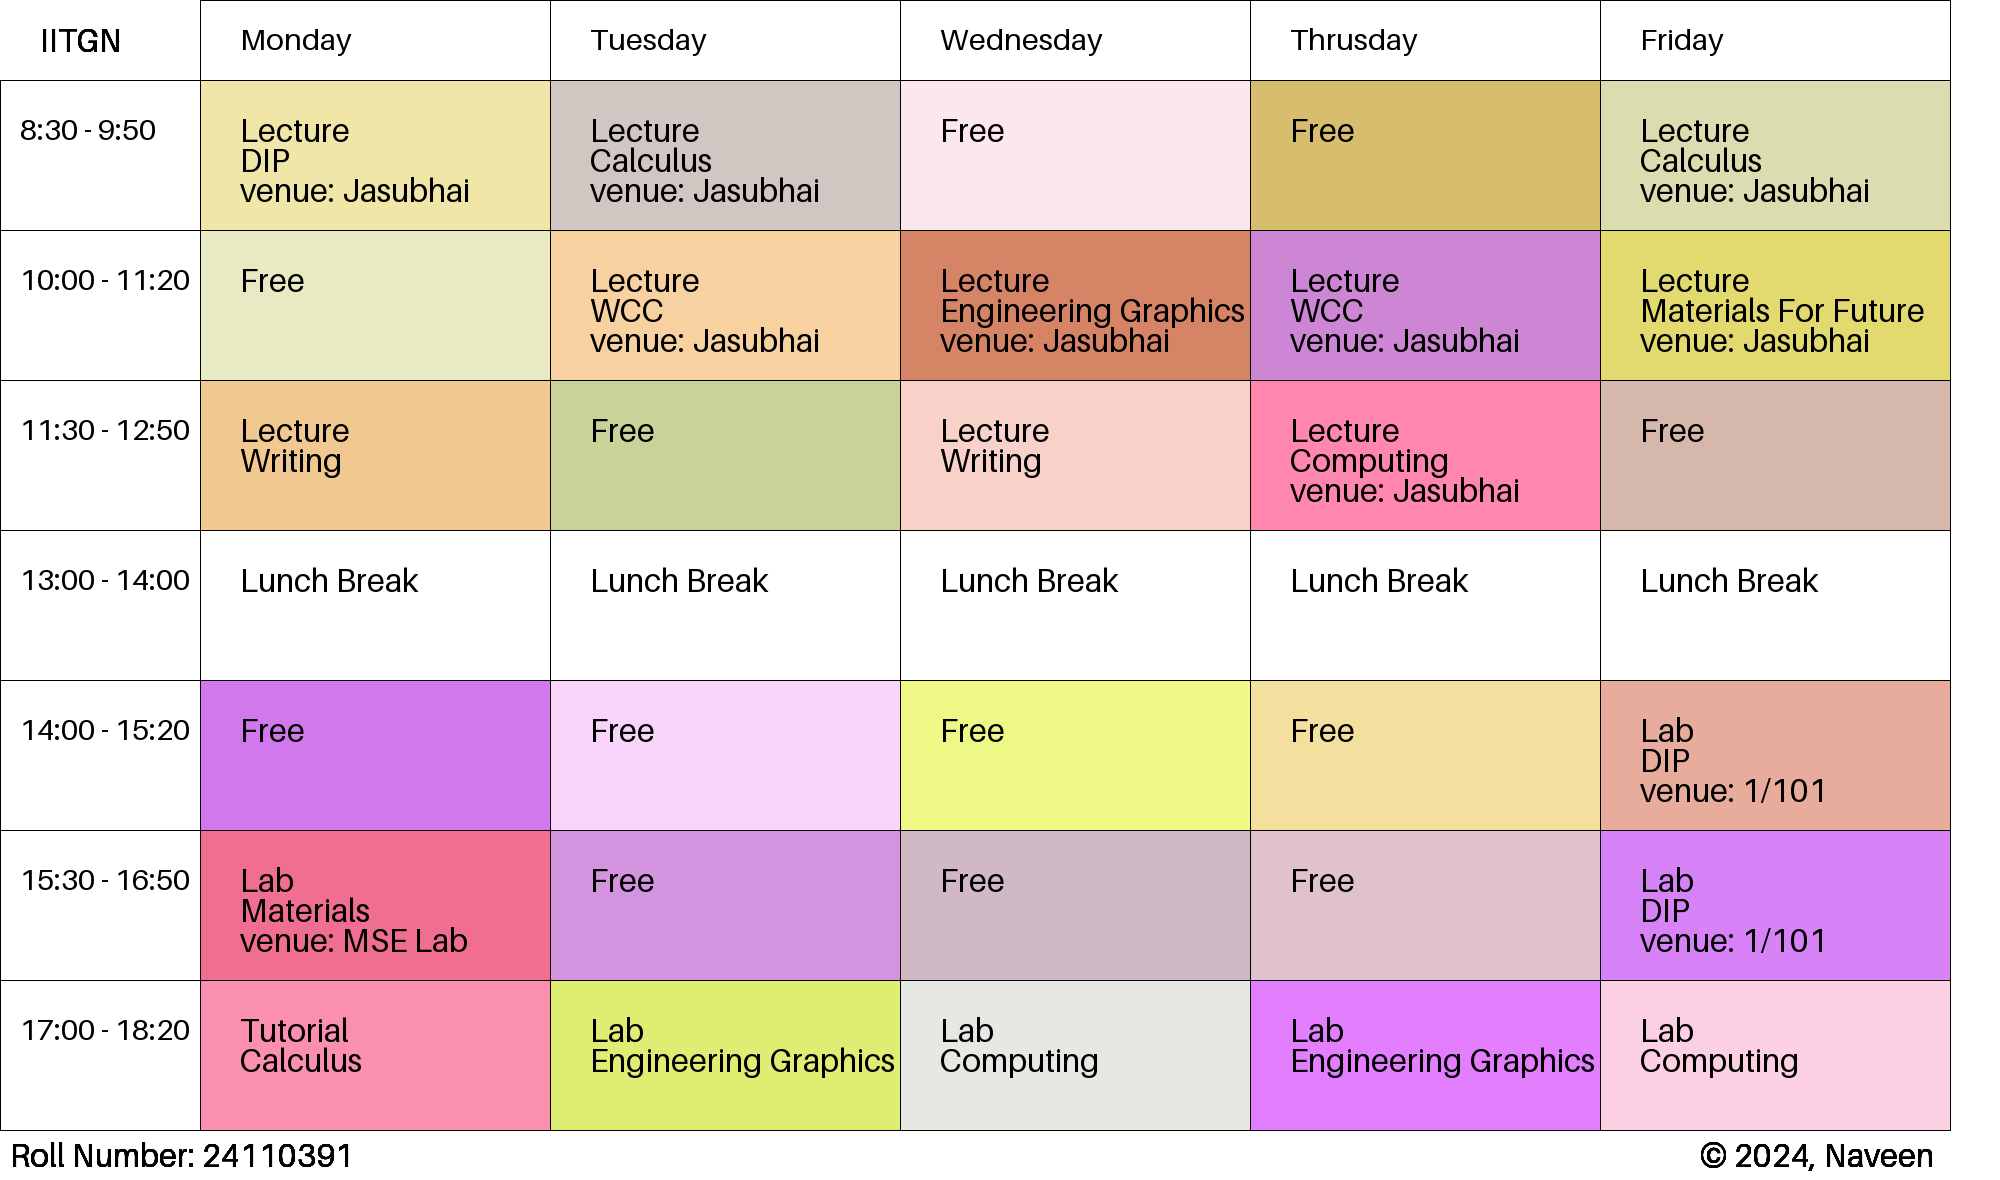 IITGN
Monday
Tuesday
Wednesday
Thrusday
Friday
8:30 - 9:50
Lecture
DIP
venue: Jasubhai
Lecture
Calculus
venue: Jasubhai
Free
Free
Lecture
Calculus
venue: Jasubhai
10:00 - 11:20
Free
Lecture
WCC
venue: Jasubhai
Lecture
Engineering Graphics
venue: Jasubhai
Lecture
WCC
venue: Jasubhai
Lecture
Materials For Future
venue: Jasubhai
11:30 - 12:50
Lecture
Writing
Free
Lecture
Writing
Lecture
Computing
venue: Jasubhai
Free
13:00 - 14:00
Lunch Break
Lunch Break
Lunch Break
Lunch Break
Lunch Break
14:00 - 15:20
Free
Free
Free
Free
Lab
DIP
venue: 1/101
15:30 - 16:50
Lab
Materials
venue: MSE Lab
Free
Free
Free
Lab
DIP
venue: 1/101
17:00 - 18:20
Tutorial
Calculus
Lab
Engineering Graphics
Lab
Computing
Lab
Engineering Graphics
Lab
Computing
Roll Number: 24110391
© 2024, Naveen